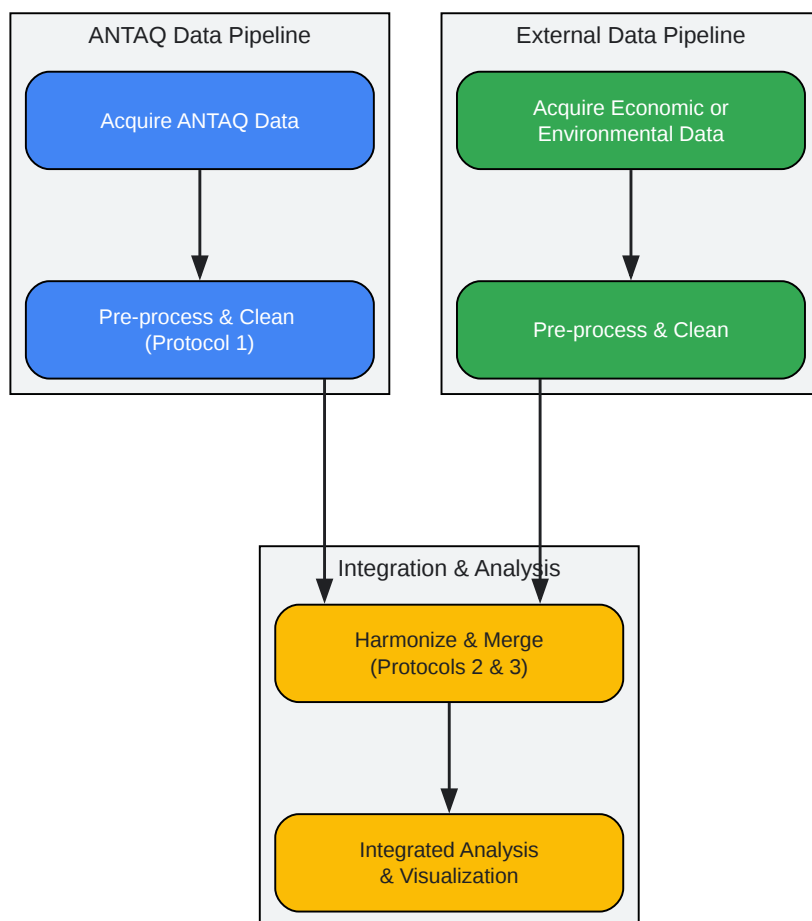 ANTAQ Data Pipeline
Acquire ANTAQ Data
Pre-process & Clean
(Protocol 1)
External Data Pipeline
Acquire Economic or
Environmental Data
Pre-process & Clean
Integration & Analysis
Harmonize & Merge
(Protocols 2 & 3)
Integrated Analysis
& Visualization